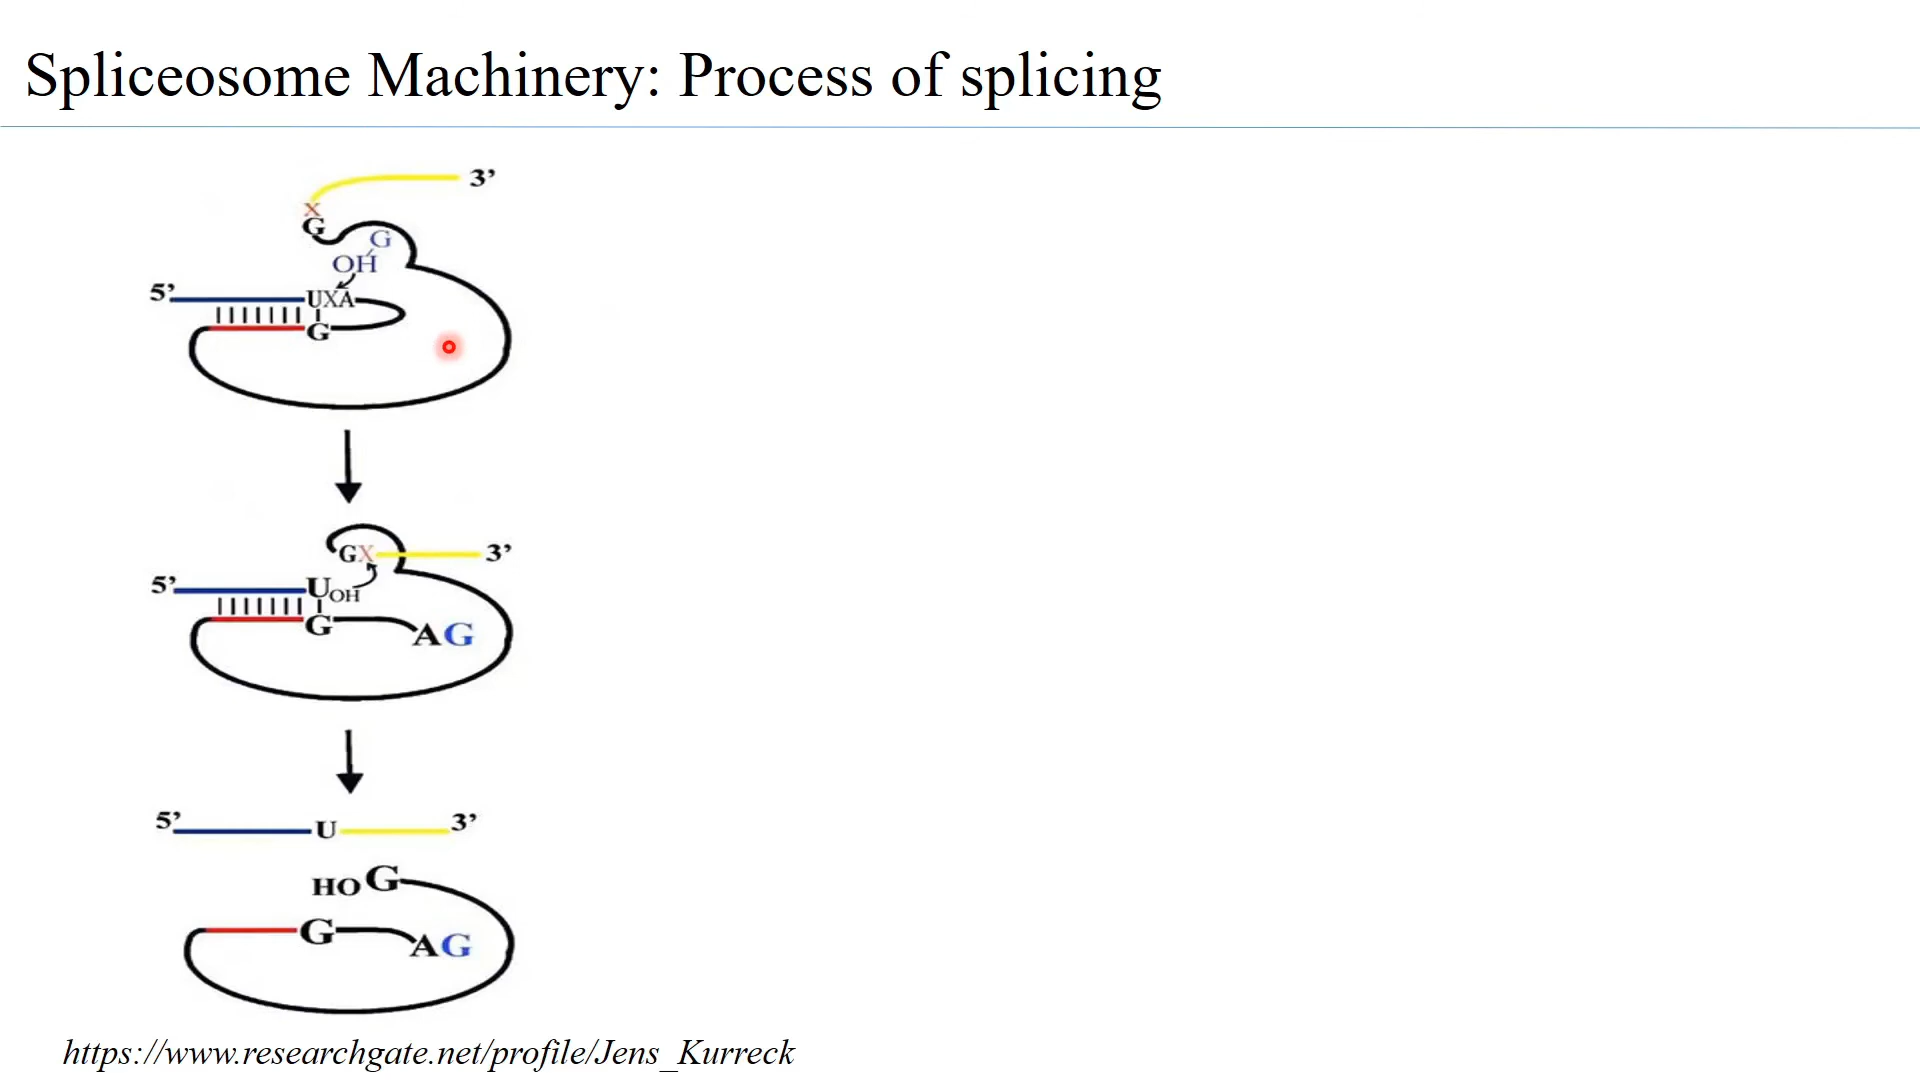 Spliceosome Machinery: Process of splicing
3’
X
G
G
OH
5’ UXA
G
GX 3’
5’ UOH
G AG
5’ U 3’
HO G
G AG
https://www.researchgate.net/profile/Jens_Kurreck